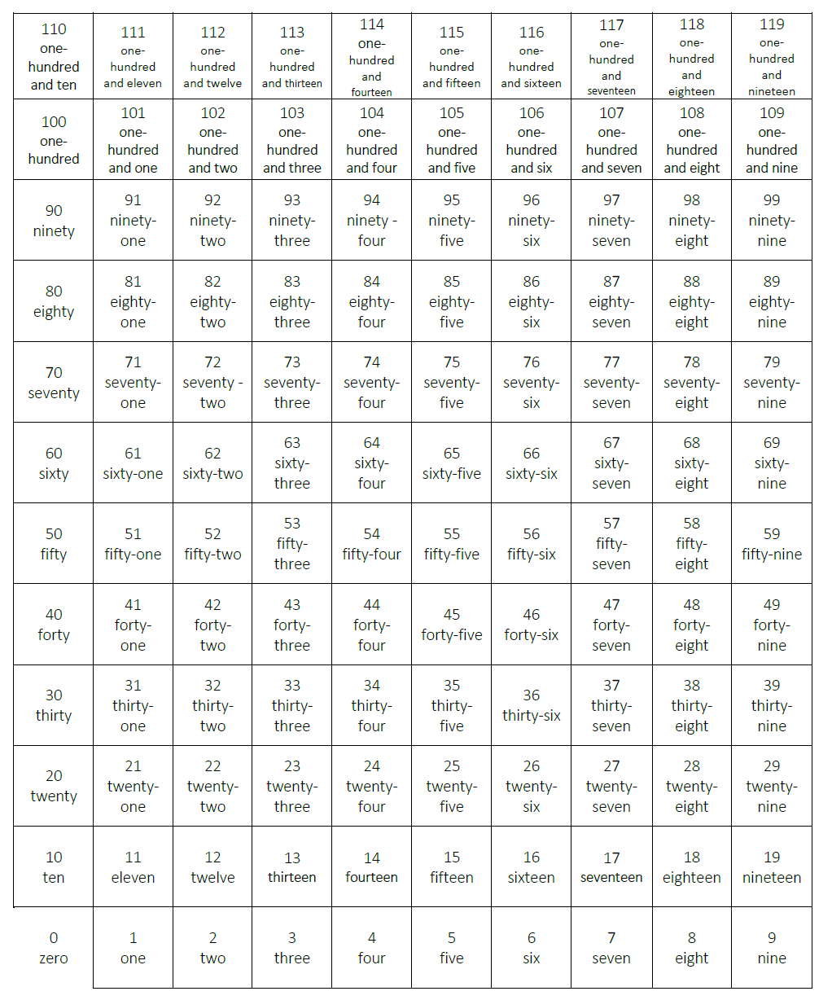 110
one-
hundred
and ten
111
one-
hundred
and eleven
112
one-
hundred
and twelve
113
one-
hundred
and thirteen
114
one-
hundred
and
fourteen
115
one-
hundred
and fifteen
116
one-
hundred
and sixteen
117
one-
hundred
and
seventeen
118
one-
hundred
and
eighteen
119
one-
hundred
and
nineteen
100
one-
hundred
101
one-
hundred
and one
102
one-
hundred
and two
103
one-
hundred
and three
104
one-
hundred
and four
105
one-
hundred
and five
106
one-
hundred
and six
107
one-
hundred
and seven
108
one-
hundred
and eight
109
one-
hundred
and nine
90
ninety
91
ninety-
one
92
ninety-
two
93
ninety-
three
94
ninety -
four
95
ninety-
five
96
ninety-
six
97
ninety-
seven
98
ninety-
eight
99
ninety-
nine
80
eighty
81
eighty-
one
82
eighty-
two
83
eighty-
three
84
eighty-
four
85
eighty-
five
86
eighty-
six
87
eighty-
seven
88
eighty-
eight
89
eighty-
nine
70
seventy
71
seventy-
one
72
seventy -
two
73
seventy-
three
74
seventy-
four
75
seventy-
five
76
seventy-
six
77
seventy-
seven
78
seventy-
eight
79
seventy-
nine
60
sixty
61
sixty-one
62
sixty-two
63
sixty-
three
64
sixty-
four
65
sixty-five
66
sixty-six
67
sixty-
seven
68
sixty-
eight
69
sixty-
nine
50
fifty
51
fifty-one
52
fifty-two
53
fifty-
three
54
fifty-four
55
fifty-five
56
fifty-six
57
fifty-
seven
58
fifty-
eight
59
fifty-nine
40
forty
41
forty-
one
42
forty-
two
43
forty-
three
44
forty-
four
45
forty-five
46
forty-six
47
forty-
seven
48
forty-
eight
49
forty-
nine
30
thirty
31
thirty-
one
32
thirty-
two
33
thirty-
three
34
thirty-
four
35
thirty-
five
36
thirty-six
37
thirty-
seven
38
thirty-
eight
39
thirty-
nine
20
twenty
21
twenty-
one
22
twenty-
two
23
twenty-
three
24
twenty-
four
25
twenty-
five
26
twenty-
six
27
twenty-
seven
28
twenty-
eight
29
twenty-
nine
10
ten
11
eleven
12
twelve
13
thirteen
14
fourteen
15
fifteen
16
sixteen
17
seventeen
18
eighteen
19
nineteen
0
zero
1
one
2
two
3
three
4
four
5
five
6
six
7
seven
8
eight
9
nine